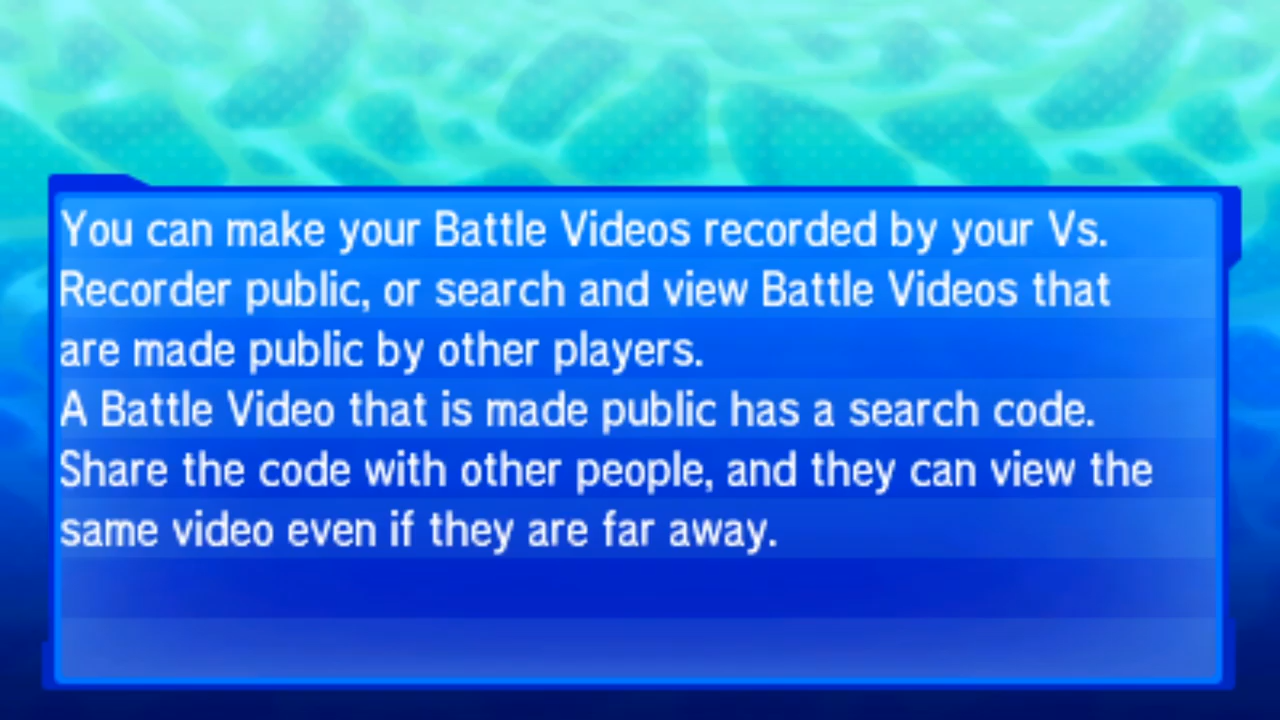 You can make your Battle Videos recorded by your Vs.
Recorder public, or search and view Battle Videos that
are made public by other players.
A Battle Video that is made public has a search code.
Share the code with other people, and they can view the
same video even if they are far away.